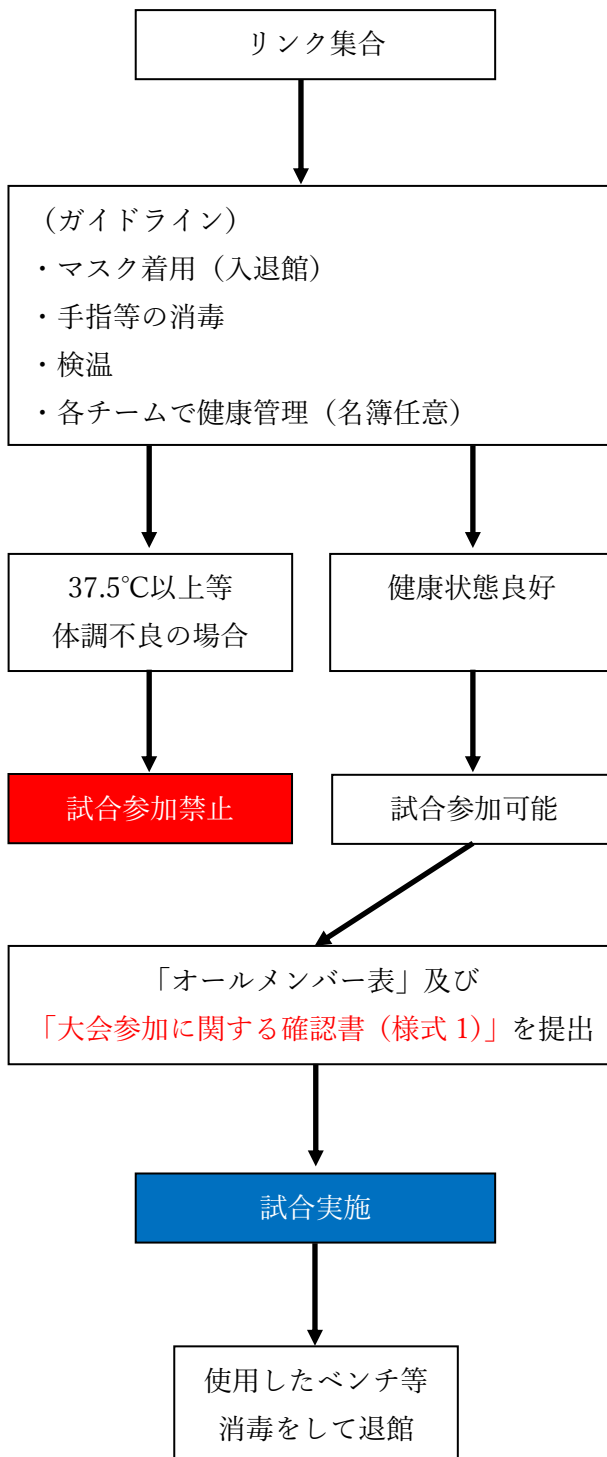 リンク集合
（ガイドライン）
・マスク着用（入退館）
・手指等の消毒
・検温
・各チームで健康管理（名簿任意）
37.5℃以上等
体調不良の場合
健康状態良好
試合参加禁止
試合参加可能
「オールメンバー表」及び
「大会参加に関する確認書（様式 1）」を提出
試合実施
使用したベンチ等
消毒をして退館